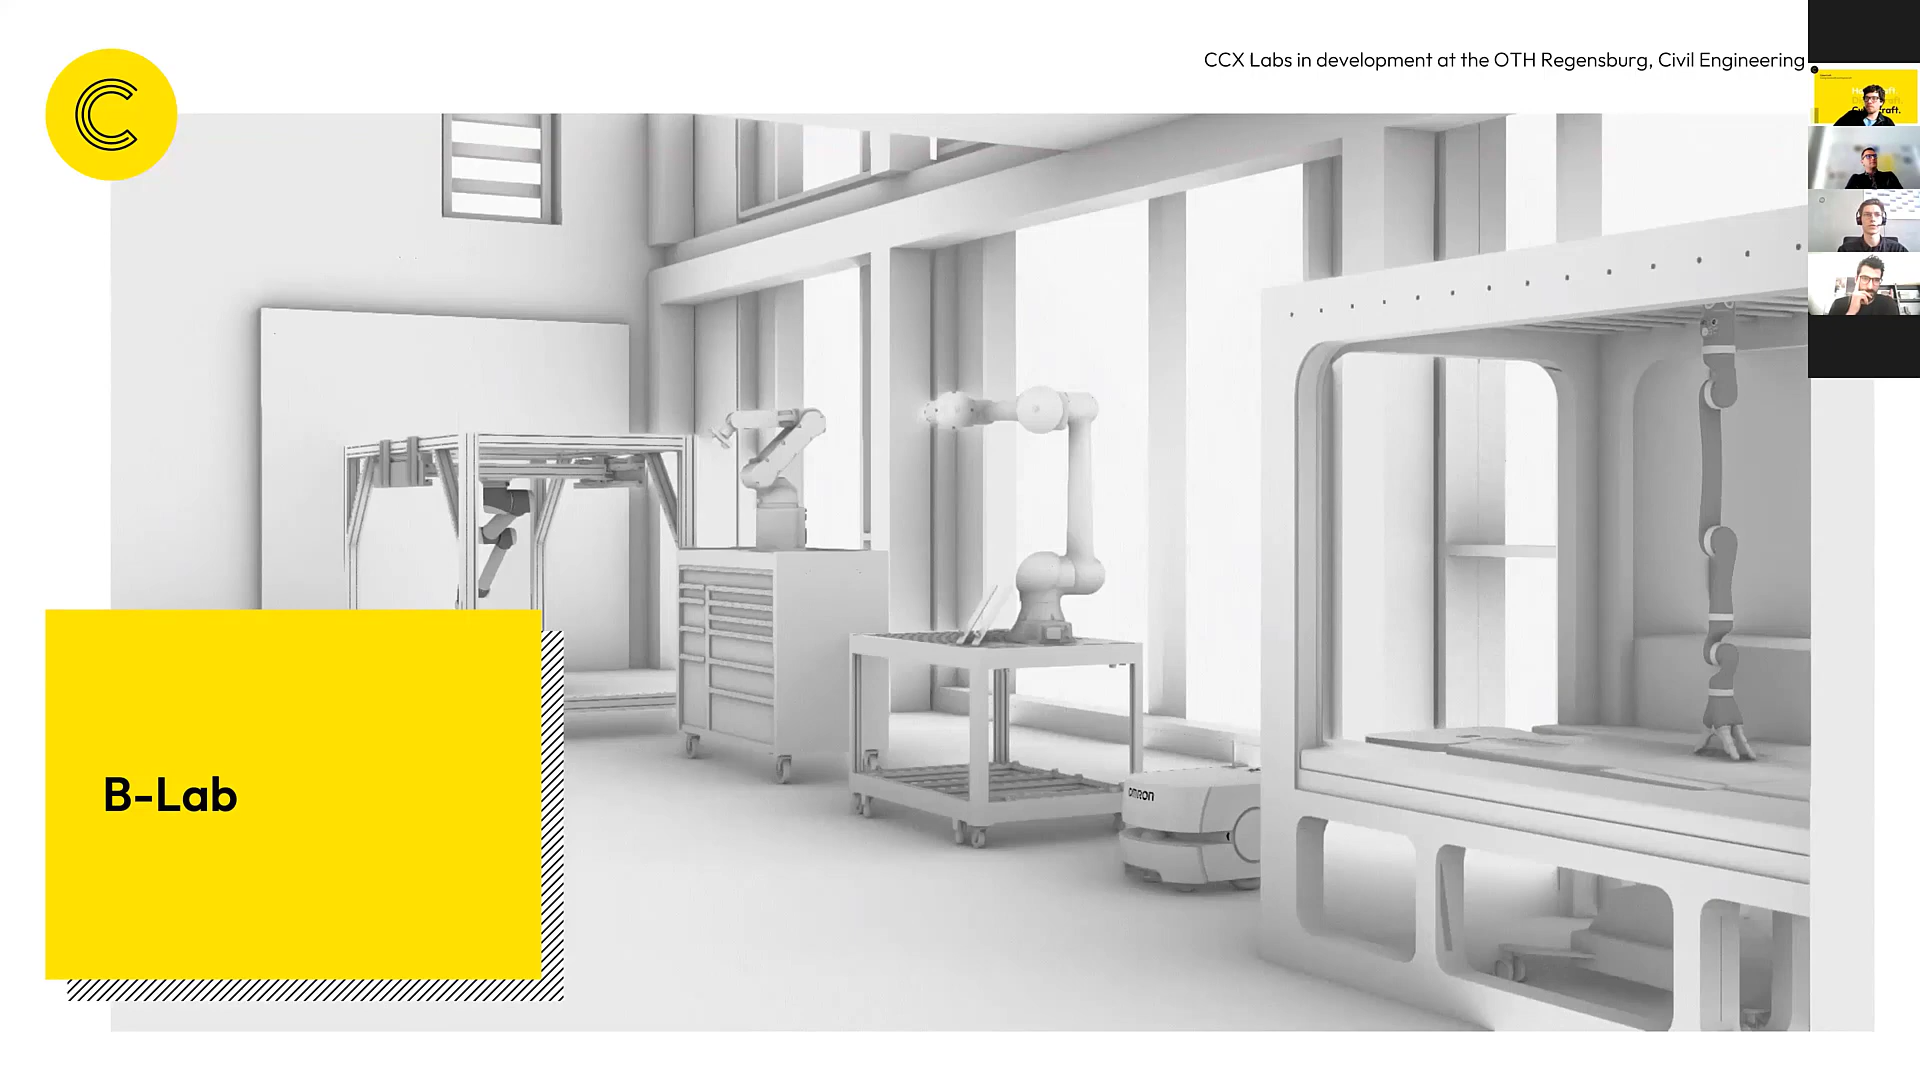 CCX Labs in development at the OTH Regensburg, Civil Engineering
C
OMRON
B-Lab